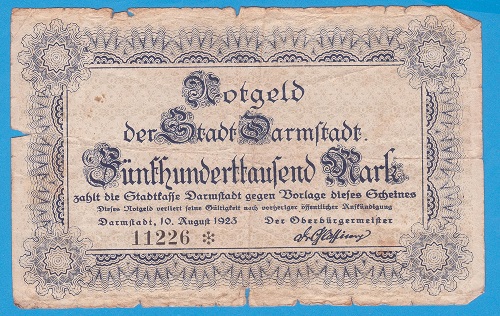 Notgeld
der Stadt Darmstadt.
Fünfhunderttausend Mark
zahlt die Stadtkasse Darmstadt gegen Vorlage dieses Scheines
Dieses Notgeld verliert seine Gültigkeit nach vorheriger öffentlicher Aufkündigung
Darmstadt, 10. August 1923 Der Oberbürgermeister
11226 *